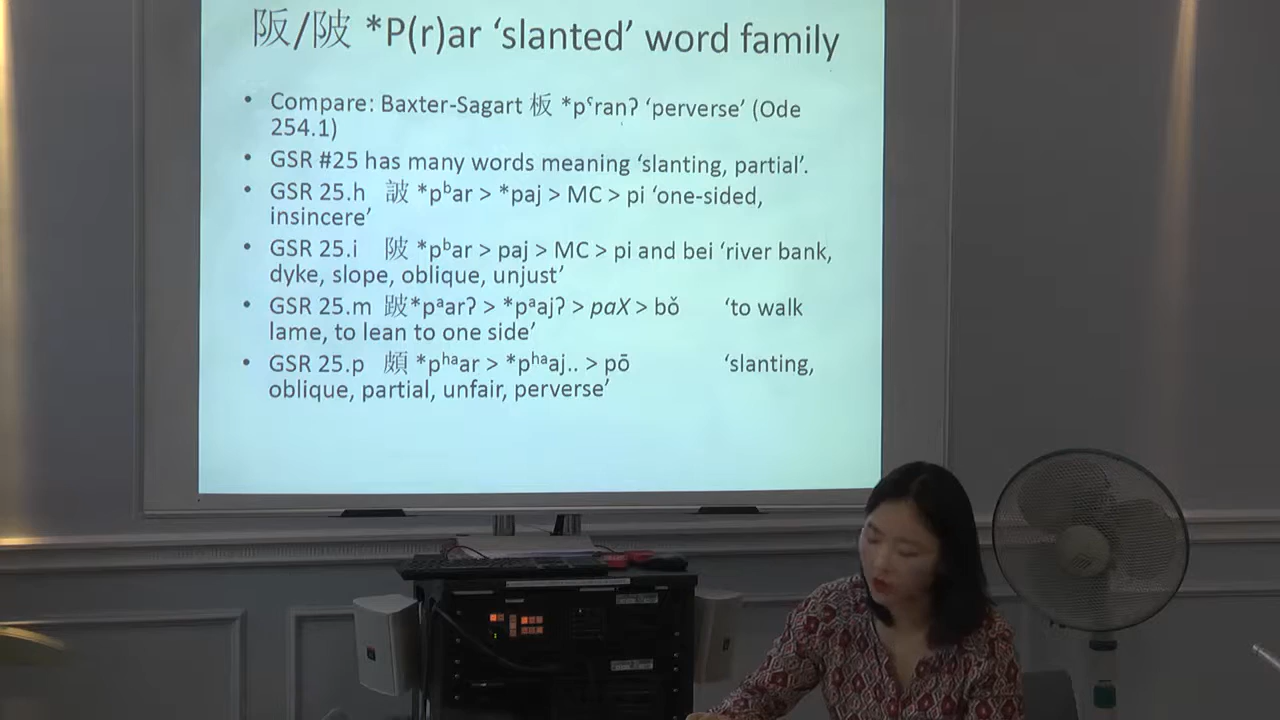 阪/陂 *P(r)ar ‘slanted’ word family
• Compare: Baxter-Sagart 板 *pˤranʔ ‘perverse’ (Ode
254.1)
• GSR #25 has many words meaning ‘slanting, partial’.
• GSR 25.h 詖 *pᵇar > *paj > MC > pi ‘one-sided,
insincere’
• GSR 25.i 陂 *pᵇar > paj > MC > pi and bei ‘river bank,
dyke, slope, oblique, unjust’
• GSR 25.m 跛*pᵃarʔ > *pᵃajʔ > pɑX > bǒ ‘to walk
lame, to lean to one side’
• GSR 25.p 頗 *pʰᵃar > *pʰᵃaj.. > pō ‘slanting,
oblique, partial, unfair, perverse’